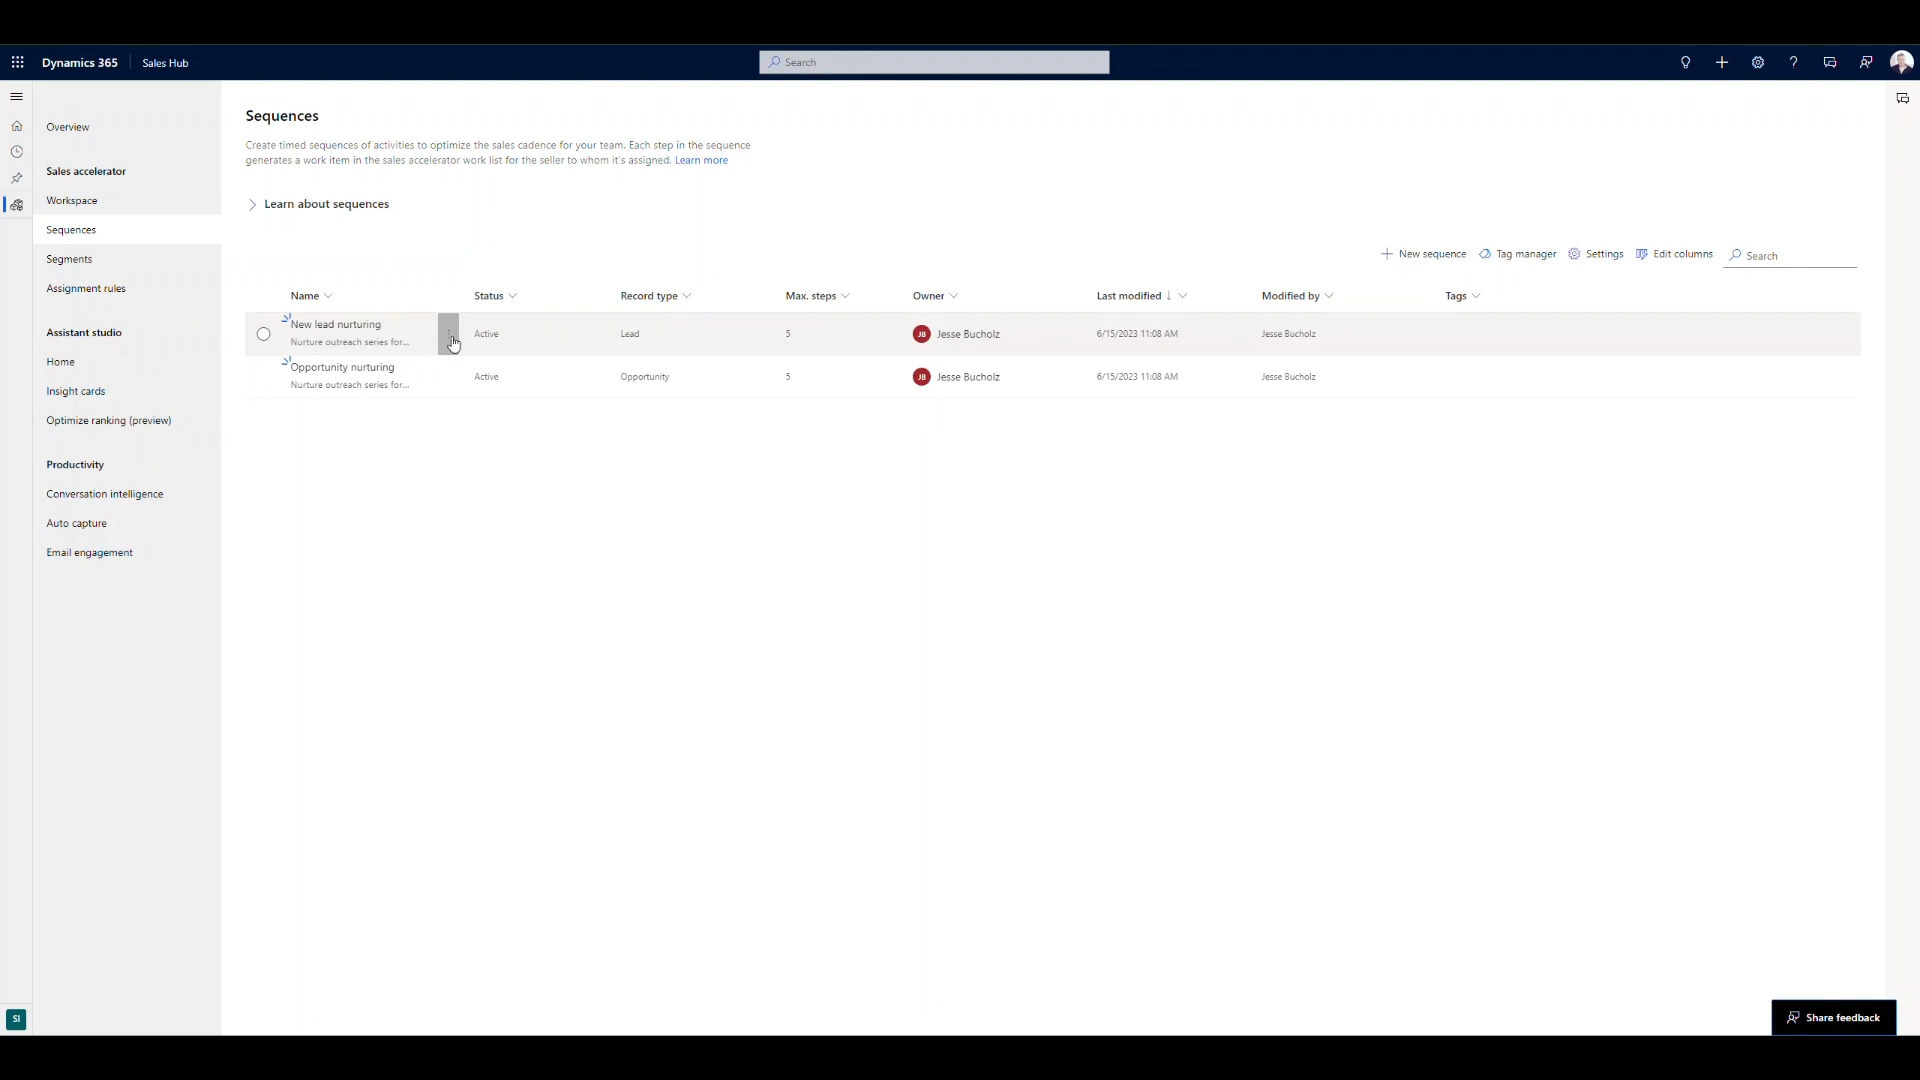 Dynamics 365
Sales Hub
Search
Overview
Sales accelerator
Workspace
Sequences
Segments
Assignment rules
Assistant studio
Home
Insight cards
Optimize ranking (preview)
Productivity
Conversation intelligence
Auto capture
Email engagement
SI
Sequences
Create timed sequences of activities to optimize the sales cadence for your team. Each step in the sequence
generates a work item in the sales accelerator work list for the seller to whom it's assigned. Learn more
Learn about sequences
New sequence Tag manager Settings Edit columns Search
Name Status Record type Max. steps Owner Last modified ↓ Modified by Tags
New lead nurturing
Nurture outreach series for...
Active Lead 5 JB Jesse Bucholz 6/15/2023 11:08 AM Jesse Bucholz
Opportunity nurturing
Nurture outreach series for...
Active Opportunity 5 JB Jesse Bucholz 6/15/2023 11:08 AM Jesse Bucholz
Share feedback